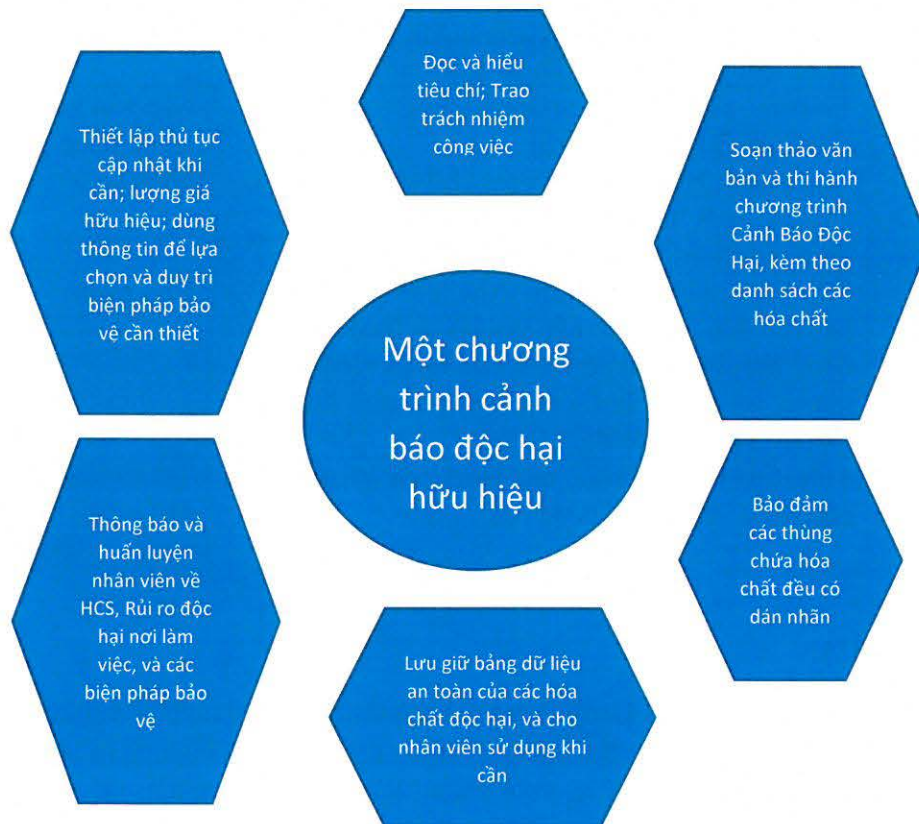 Đọc và hiểu
tiêu chí; Trao
trách nhiệm
công việc
Soạn thảo văn
bản và thi hành
chương trình
Cảnh Báo Độc
Hại, kèm theo
danh sách các
hóa chất
Bảo đảm
các thùng
chứa hóa
chất đều có
dán nhãn
Lưu giữ bảng dữ liệu
an toàn của các hóa
chất độc hại, và cho
nhân viên sử dụng khi
cần
Thông báo và
huấn luyện
nhân viên về
HCS, Rủi ro độc
hại nơi làm
việc, và các
biện pháp bảo
vệ
Thiết lập thủ tục
cập nhật khi
cần; lượng giá
hữu hiệu; dùng
thông tin để lựa
chọn và duy trì
biện pháp bảo
vệ cần thiết
Một chương
trình cảnh
báo độc hại
hữu hiệu